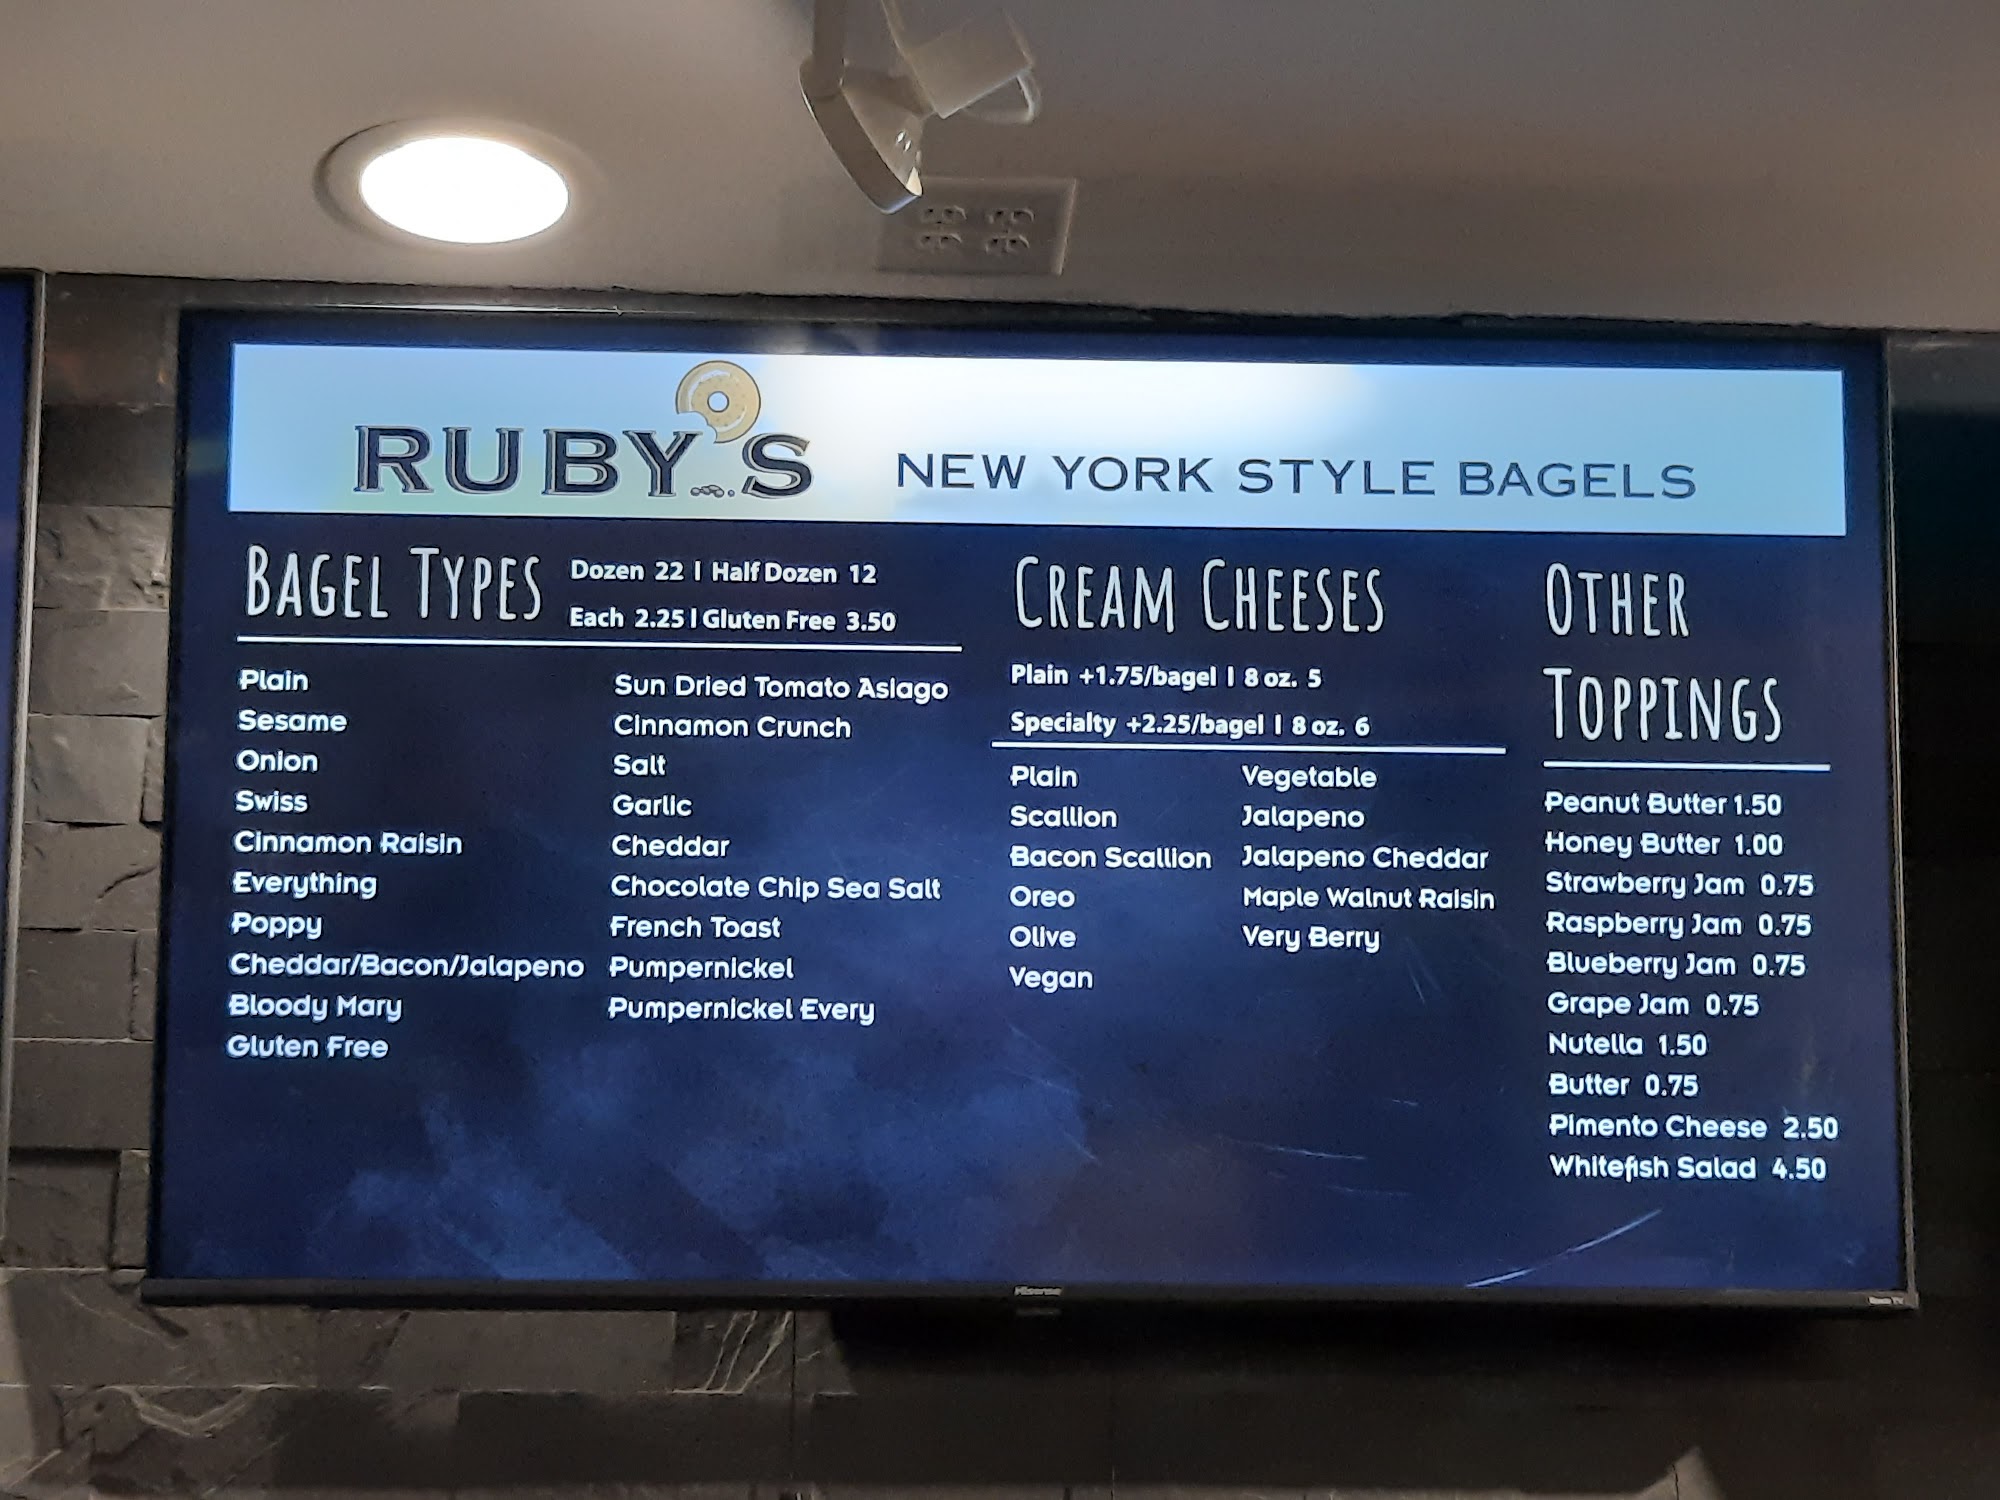 RUBY'S NEW YORK STYLE BAGELS
BAGEL TYPES
Dozen 22 | Half Dozen 12
Each 2.25 | Gluten Free 3.50
Plain
Sesame
Onion
Swiss
Cinnamon Raisin
Everything
Poppy
Cheddar/Bacon/Jalapeno
Bloody Mary
Gluten Free
Sun Dried Tomato Asiago
Cinnamon Crunch
Salt
Garlic
Cheddar
Chocolate Chip Sea Salt
French Toast
Pumpernickel
Pumpernickel Every
CREAM CHEESES
Plain +1.75/bagel | 8 oz. 5
Specialty +2.25/bagel | 8 oz. 6
Plain
Scallion
Bacon Scallion
Oreo
Olive
Vegan
Vegetable
Jalapeno
Jalapeno Cheddar
Maple Walnut Raisin
Very Berry
OTHER
TOPPINGS
Peanut Butter 1.50
Honey Butter 1.00
Strawberry Jam 0.75
Raspberry Jam 0.75
Blueberry Jam 0.75
Grape Jam 0.75
Nutella 1.50
Butter 0.75
Pimento Cheese 2.50
Whitefish Salad 4.50
Hisense
Roku TV